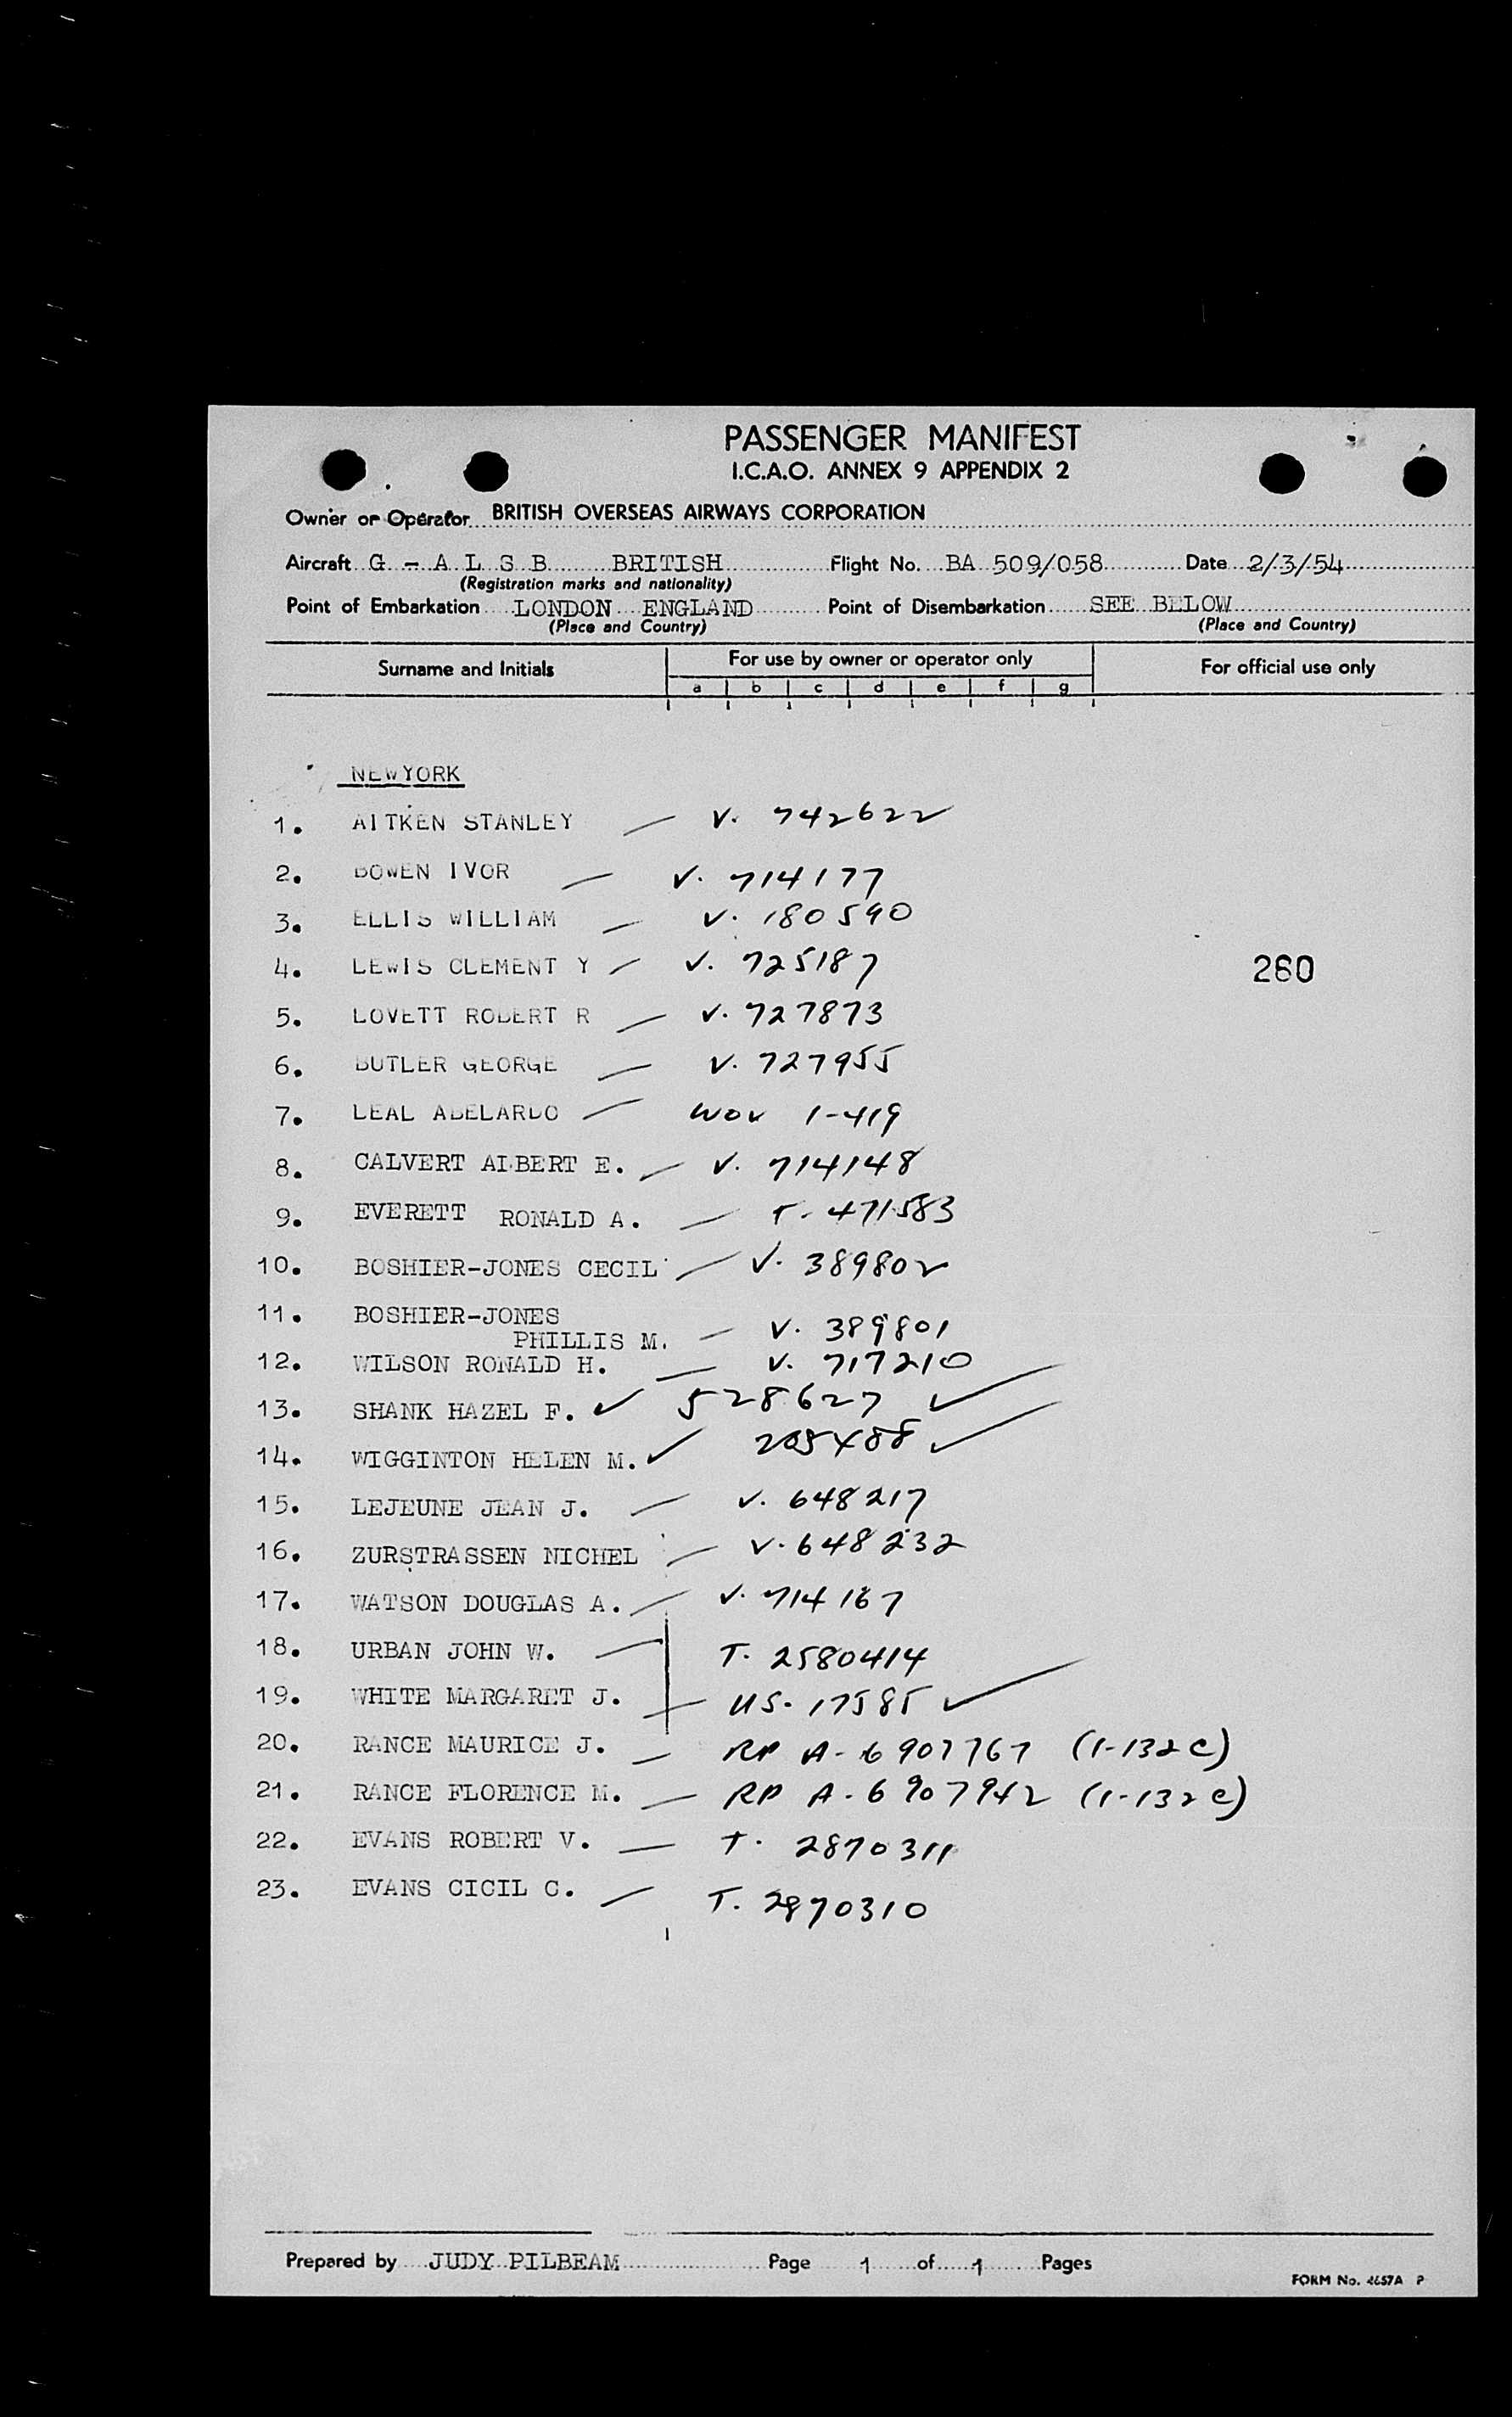 PASSENGER MANIFEST
I.C.A.O. ANNEX 9 APPENDIX 2
Owner or Operator BRITISH OVERSEAS AIRWAYS CORPORATION
Aircraft G - A L S B BRITISH Flight No. BA 509/058 Date 2/3/54
(Registration marks and nationality)
Point of Embarkation LONDON ENGLAND Point of Disembarkation SEE BELOW
(Place and Country) (Place and Country)
Surname and Initials For use by owner or operator only For official use only
a b c d e f g
NEWYORK
1. AITKEN STANLEY — V. 742622
2. BOWEN IVOR — V. 714177
3. ELLIS WILLIAM — V. 180590
4. LEWIS CLEMENT Y — V. 725187 260
5. LOVETT ROBERT R — V. 727873
6. BUTLER GEORGE — V. 727955
7. LEAL ABELARDO — WOV 1-419
8. CALVERT ALBERT E. — V. 714148
9. EVERETT RONALD A. — T. 471583
10. BOSHIER-JONES CECIL — V. 389802
11. BOSHIER-JONES
PHILLIS M. — V. 389801
12. WILSON RONALD H. — V. 717210
13. SHANK HAZEL F. ✓ 528627 ✓
14. WIGGINTON HELEN M. ✓ ✓
15. LEJEUNE JEAN J. — V. 648217
16. ZURSTRASSEN NICHEL — V. 648232
17. WATSON DOUGLAS A. — V. 714167
18. URBAN JOHN W. — T. 2580414
19. WHITE MARGARET J. — US. 17585 ✓
20. RANCE MAURICE J. — RP A-6907767 (1-132C)
21. RANCE FLORENCE M. — RP A-6907942 (1-132C)
22. EVANS ROBERT V. — T. 2870311
23. EVANS CICIL C. — T. 2870310
Prepared by JUDY PILBEAM Page 1 of 1 Pages
FORM No. 4657A P